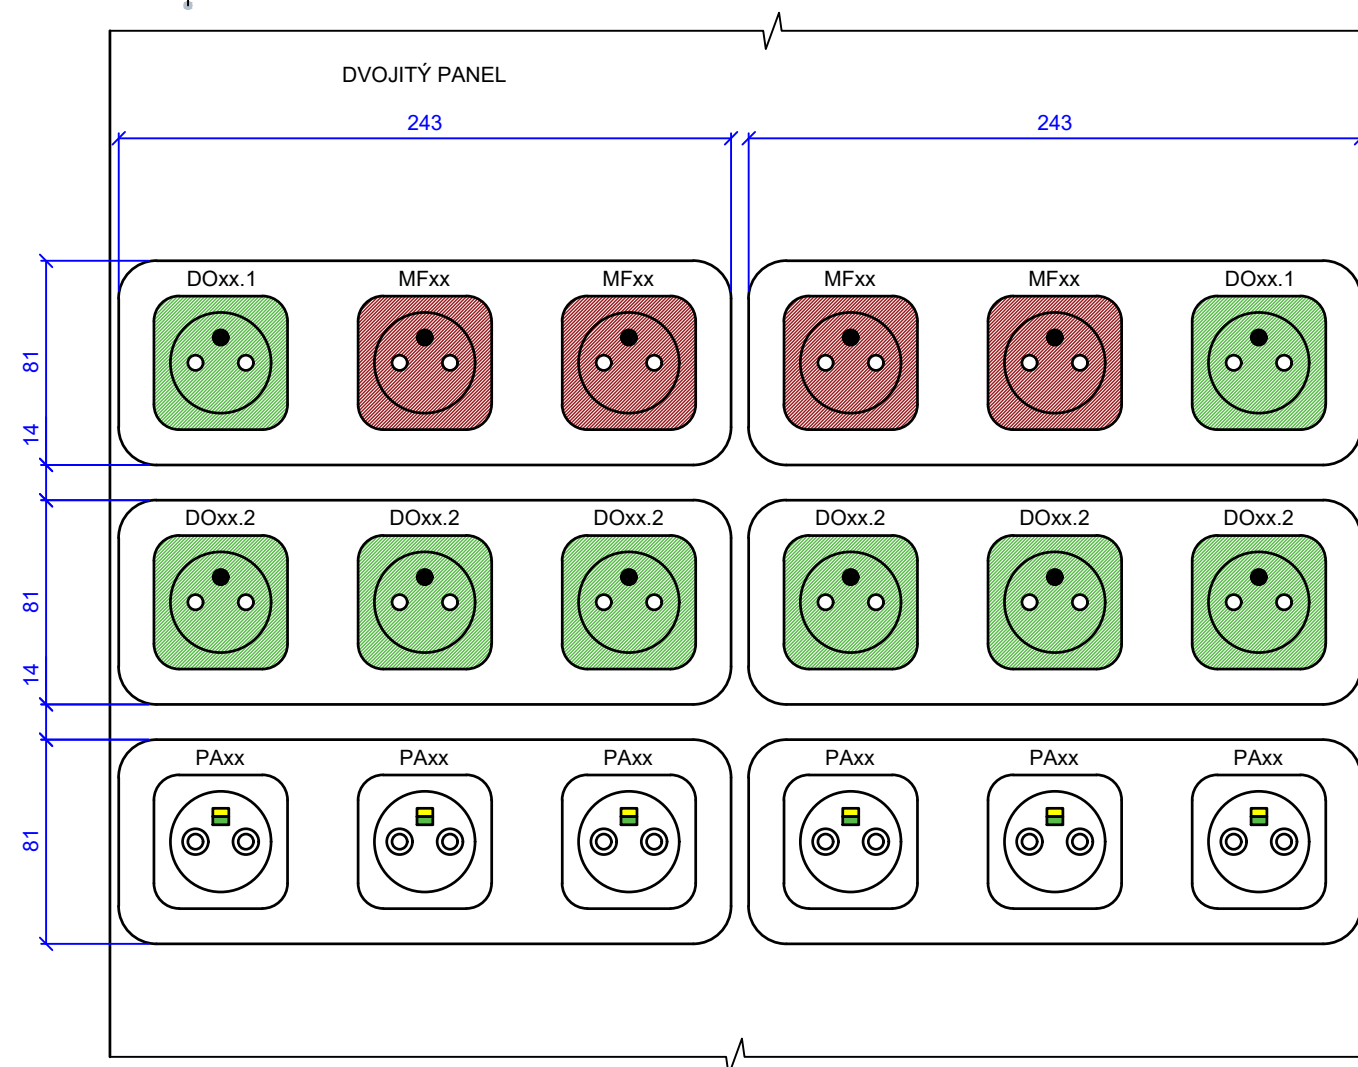 DVOJITÝ PANEL
243 243
DOxx.1 MFxx MFxx MFxx MFxx DOxx.1
81
14
DOxx.2 DOxx.2 DOxx.2 DOxx.2 DOxx.2 DOxx.2
81
14
PAxx PAxx PAxx PAxx PAxx PAxx
81